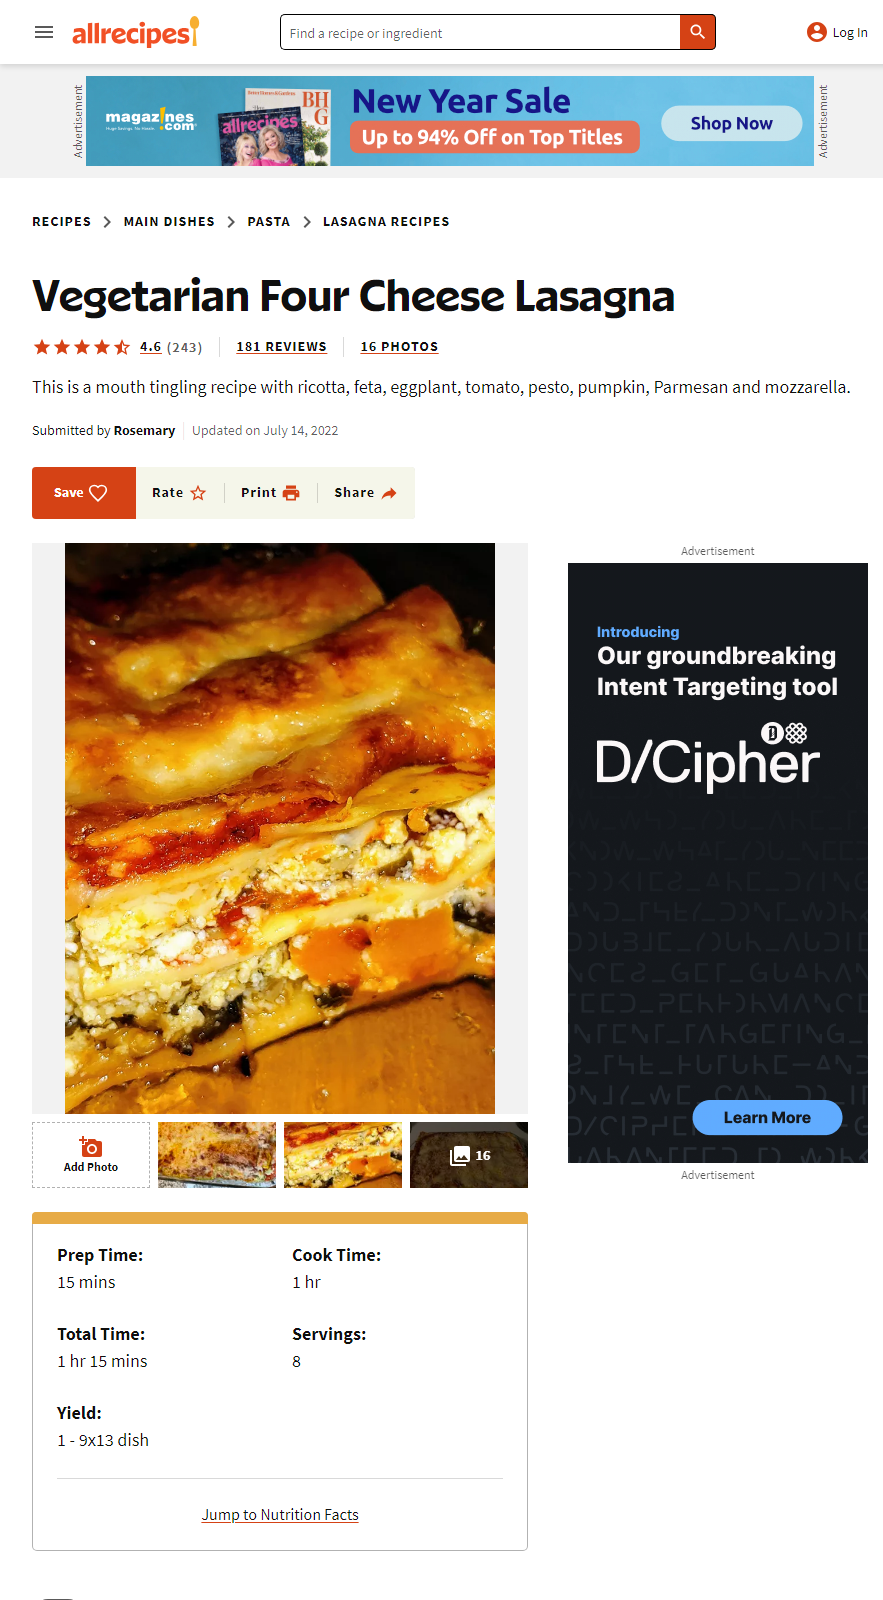 allrecipes
Find a recipe or ingredient
Log In
Advertisement
magazines.com
allrecipes
BH
G
New Year Sale
Up to 94% Off on Top Titles
Shop Now
Advertisement
RECIPES > MAIN DISHES > PASTA > LASAGNA RECIPES
Vegetarian Four Cheese Lasagna
4.6 (243) 181 REVIEWS 16 PHOTOS
This is a mouth tingling recipe with ricotta, feta, eggplant, tomato, pesto, pumpkin, Parmesan and mozzarella.
Submitted by Rosemary Updated on July 14, 2022
Save Rate Print Share
Advertisement
Introducing
Our groundbreaking
Intent Targeting tool
D/Cipher
Learn More
Advertisement
Add Photo
16
Prep Time:
15 mins
Cook Time:
1 hr
Total Time:
1 hr 15 mins
Servings:
8
Yield:
1 - 9x13 dish
Jump to Nutrition Facts